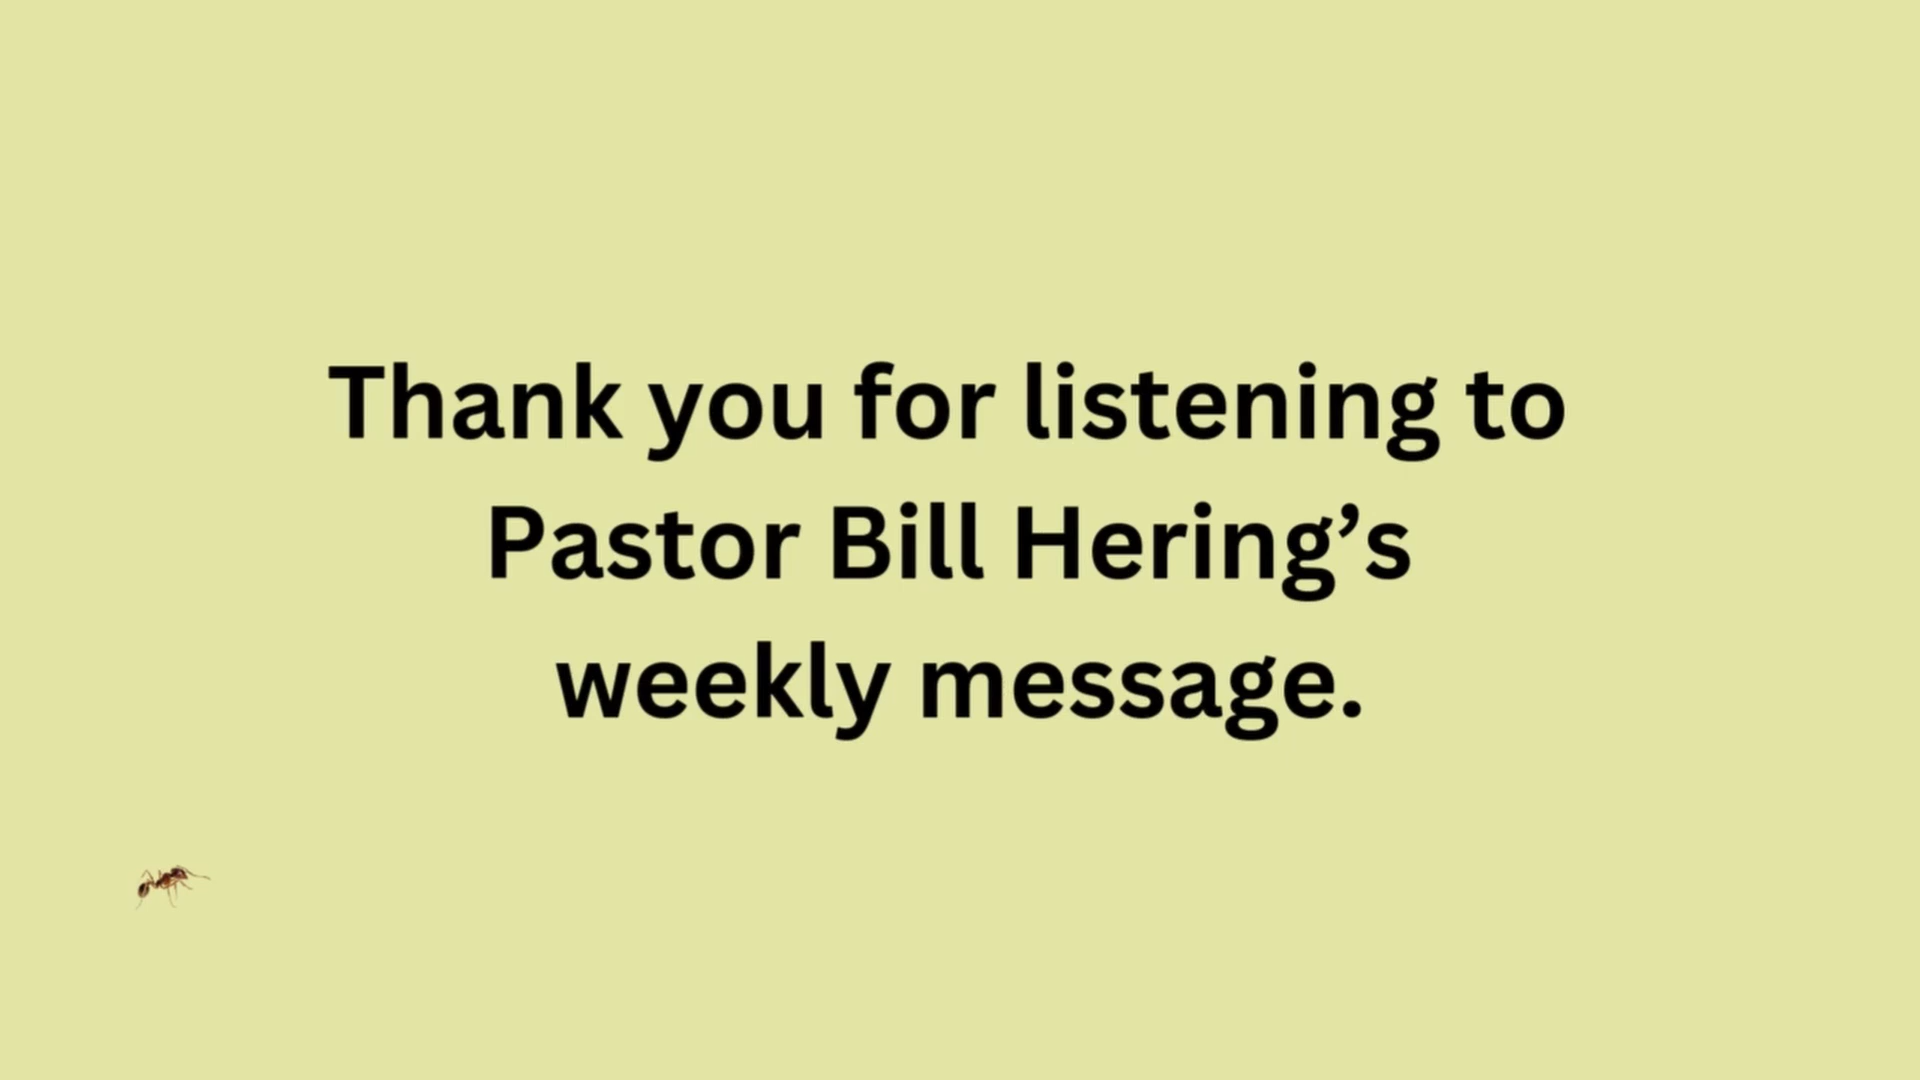 Thank you for listening to
Pastor Bill Hering’s
weekly message.